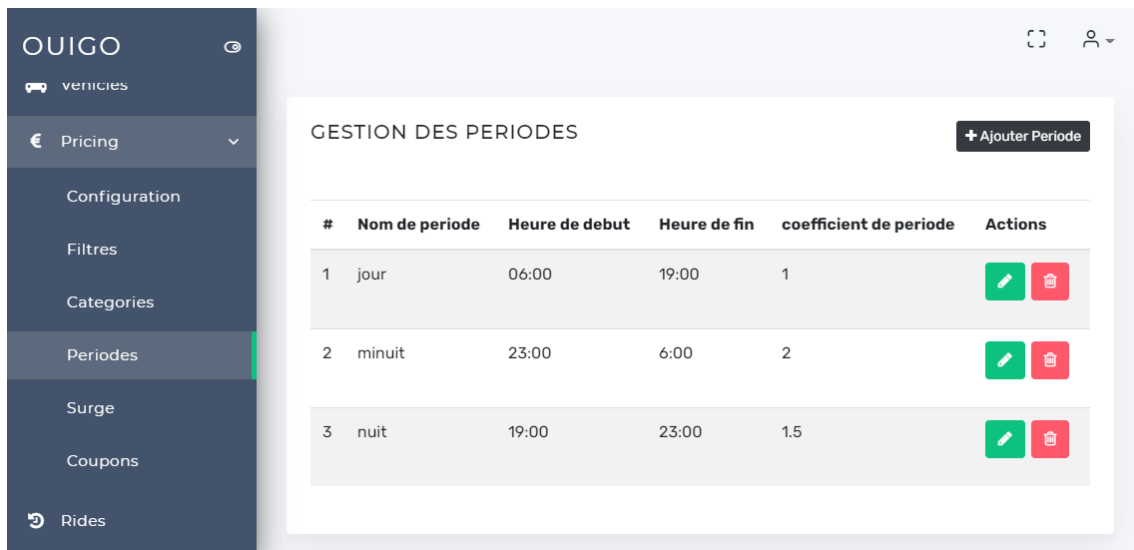 OUIGO
Vehicles
€ Pricing
Configuration
Filtres
Categories
Periodes
Surge
Coupons
Rides
GESTION DES PERIODES
+ Ajouter Periode
# Nom de periode Heure de debut Heure de fin coefficient de periode Actions
1 jour 06:00 19:00 1
2 minuit 23:00 6:00 2
3 nuit 19:00 23:00 1.5